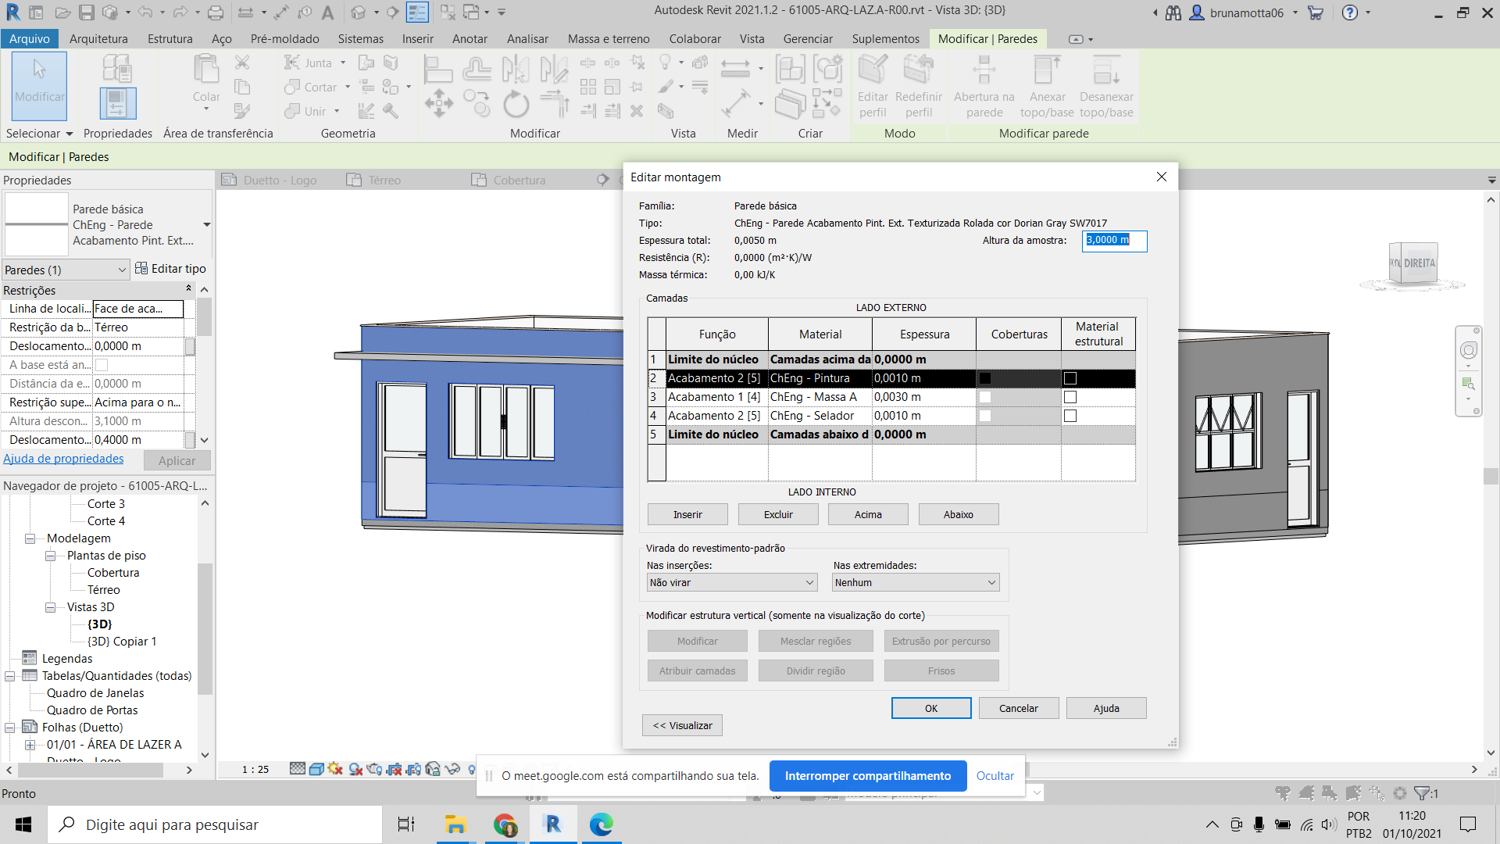 Autodesk Revit 2021.1.2 - 61005-ARQ-LAZ.A-R00.rvt - Vista 3D: {3D}
brunamotta06
Arquivo Arquitetura Estrutura Aço Pré-moldado Sistemas Inserir Anotar Analisar Massa e terreno Colaborar Vista Gerenciar Suplementos Modificar | Paredes
Modificar
Colar
Junta
Cortar
Unir
Editar perfil
Redefinir perfil
Abertura na parede
Anexar topo/base
Desanexar topo/base
Selecionar Propriedades Área de transferência Geometria Modificar Vista Medir Criar Modo Modificar parede
Modificar | Paredes
Propriedades
Duetto - Logo
Térreo
Cobertura
Parede básica
ChEng - Parede
Acabamento Pint. Ext....
Paredes (1)
Editar tipo
Restrições
Linha de locali... Face de aca...
Restrição da b... Térreo
Deslocamento... 0,0000 m
A base está an...
Distância da e... 0,0000 m
Restrição supe... Acima para o n...
Altura descon... 3,1000 m
Deslocamento... 0,4000 m
Ajuda de propriedades
Aplicar
Navegador de projeto - 61005-ARQ-L...
Corte 3
Corte 4
Modelagem
Plantas de piso
Cobertura
Térreo
Vistas 3D
{3D}
{3D} Copiar 1
Legendas
Tabelas/Quantidades (todas)
Quadro de Janelas
Quadro de Portas
Folhas (Duetto)
01/01 - ÁREA DE LAZER A
Duetto - Logo
DIREITA
Editar montagem
Família: Parede básica
Tipo: ChEng - Parede Acabamento Pint. Ext. Texturizada Rolada cor Dorian Gray SW7017
Espessura total: 0,0050 m
Altura da amostra: 3,0000 m
Resistência (R): 0,0000 (m²·K)/W
Massa térmica: 0,00 kJ/K
Camadas
LADO EXTERNO
Função Material Espessura Coberturas Material estrutural
1 Limite do núcleo Camadas acima da 0,0000 m
2 Acabamento 2 [5] ChEng - Pintura 0,0010 m
3 Acabamento 1 [4] ChEng - Massa A 0,0030 m
4 Acabamento 2 [5] ChEng - Selador 0,0010 m
5 Limite do núcleo Camadas abaixo d 0,0000 m
LADO INTERNO
Inserir Excluir Acima Abaixo
Virada do revestimento-padrão
Nas inserções: Nas extremidades:
Não virar Nenhum
Modificar estrutura vertical (somente na visualização do corte)
Modificar Mesclar regiões Extrusão por percurso
Atribuir camadas Dividir região Frisos
OK Cancelar Ajuda
<< Visualizar
1 : 25
O meet.google.com está compartilhando sua tela. Interromper compartilhamento Ocultar
Pronto
:1
Digite aqui para pesquisar
POR
PTB2
11:20
01/10/2021